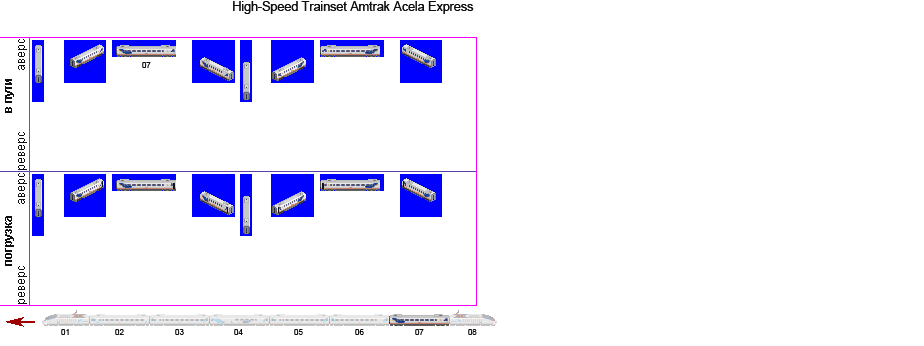 High-Speed Trainset Amtrak Acela Express
в пути
аверс
07
реверс
погрузка
аверс
реверс
01 02 03 04 05 06 07 08